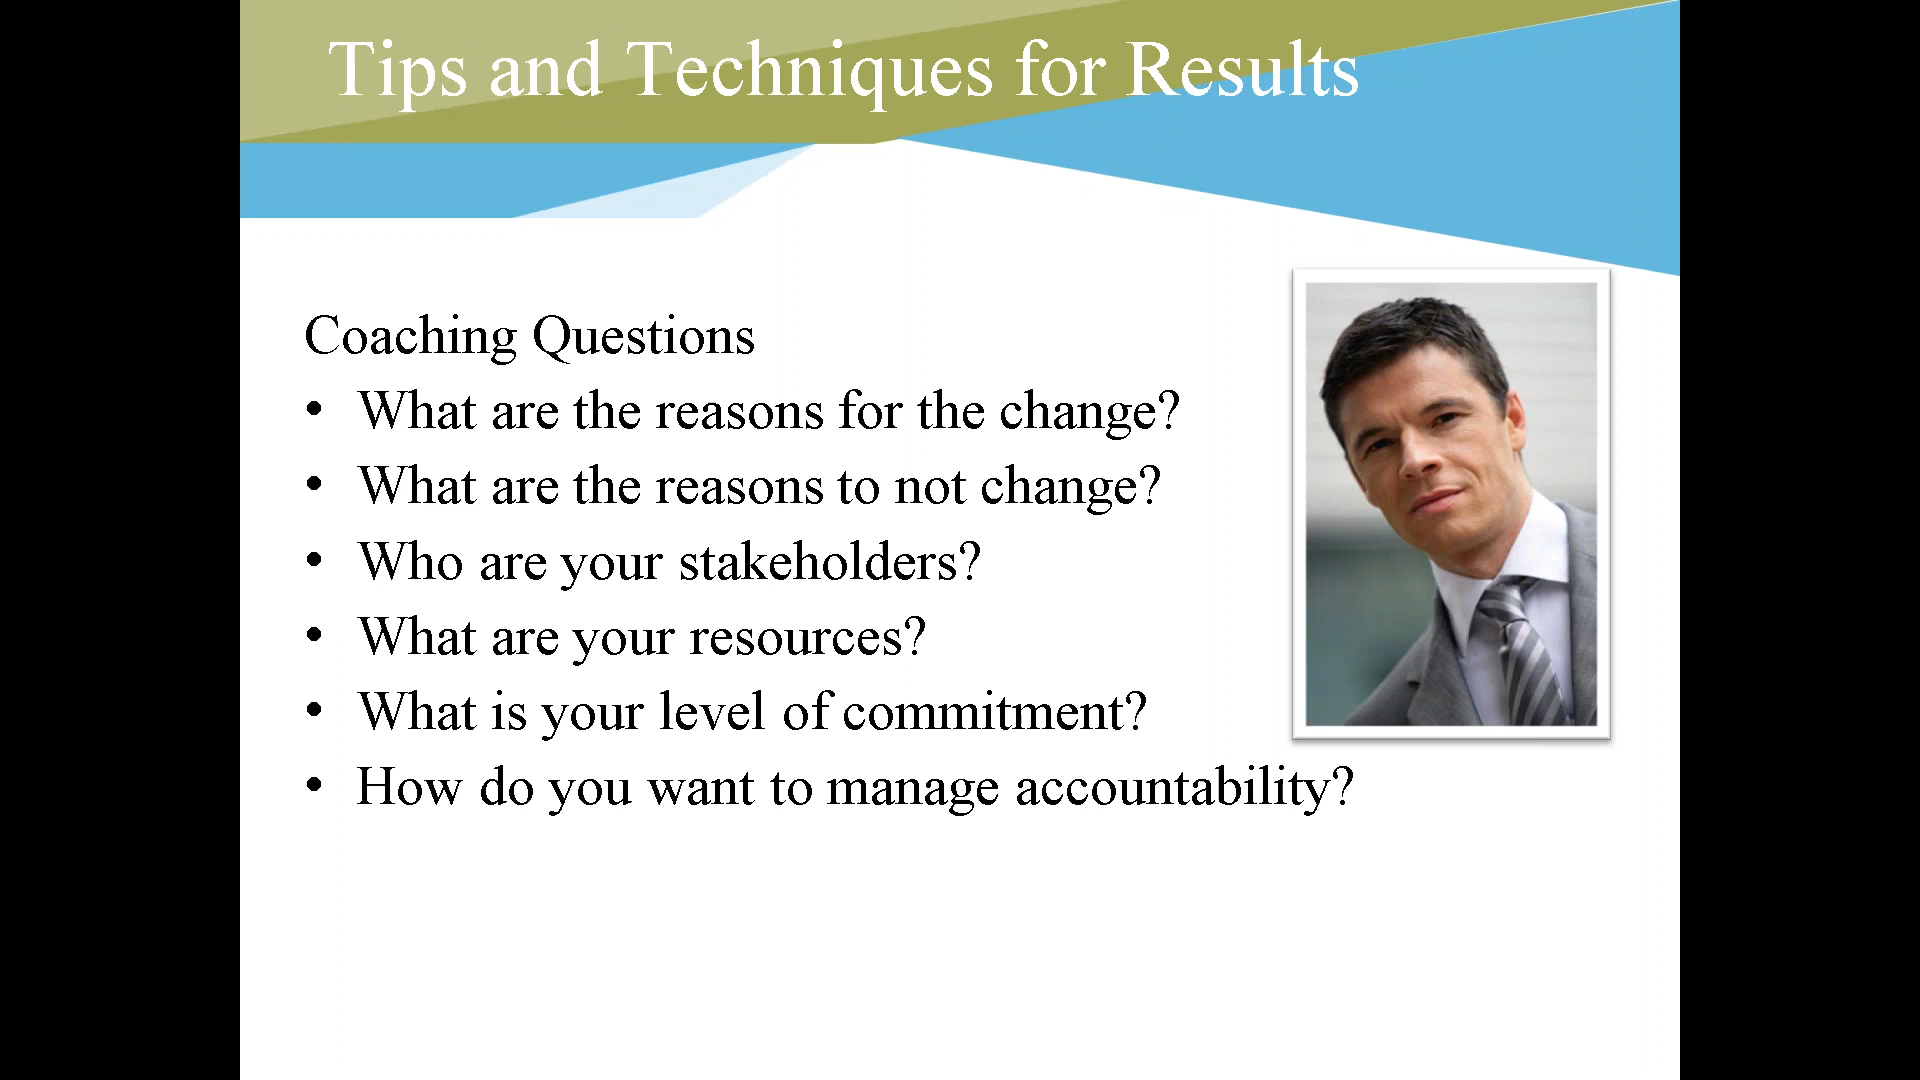 Tips and Techniques for Results
Coaching Questions
• What are the reasons for the change?
• What are the reasons to not change?
• Who are your stakeholders?
• What are your resources?
• What is your level of commitment?
• How do you want to manage accountability?